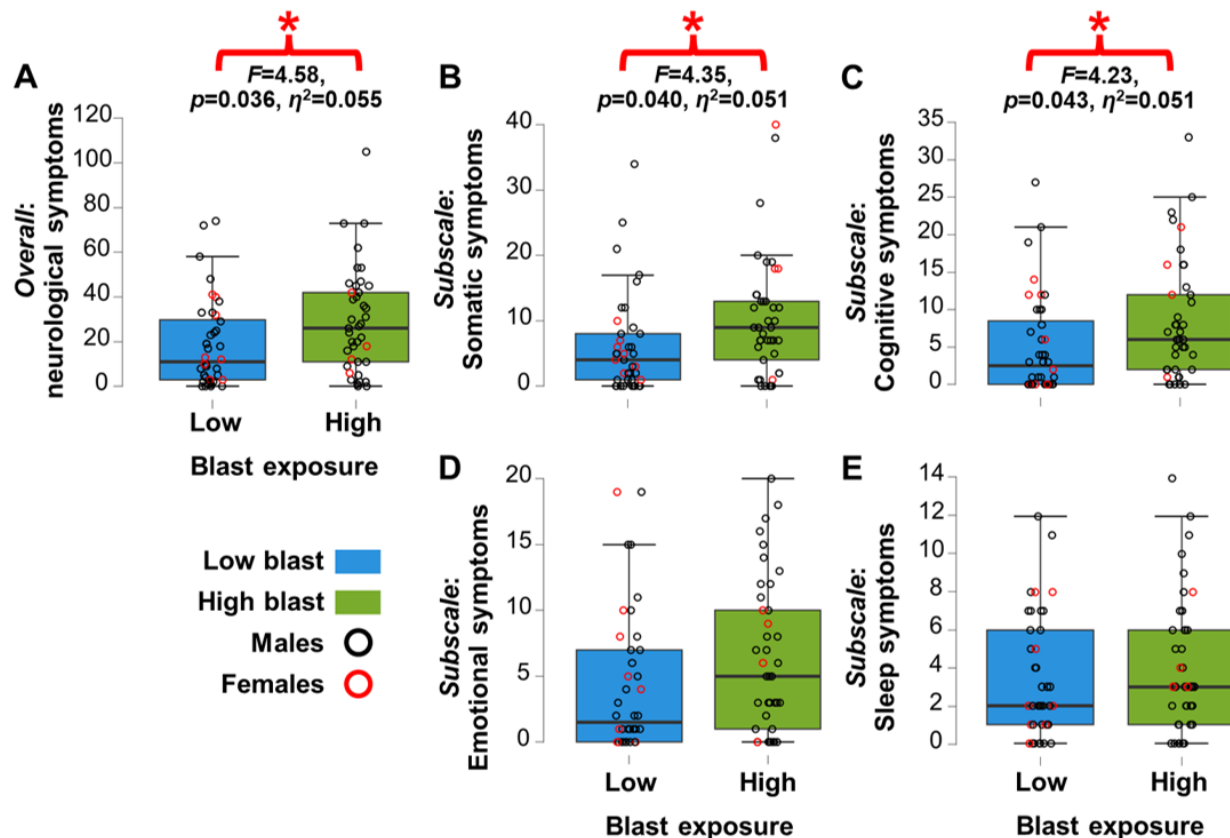 *
*
*
A
F=4.58,
p=0.036, η²=0.055
B
F=4.35,
p=0.040, η²=0.051
C
F=4.23,
p=0.043, η²=0.051
Overall:
neurological symptoms
120
100
80
60
40
20
0
Low
High
Blast exposure
Subscale:
Somatic symptoms
40
30
20
10
0
Subscale:
Cognitive symptoms
35
30
25
20
15
10
5
0
Low blast
High blast
Males
Females
D
Subscale:
Emotional symptoms
20
15
10
5
0
Low
High
Blast exposure
E
Subscale:
Sleep symptoms
14
12
10
8
6
4
2
0
Low
High
Blast exposure